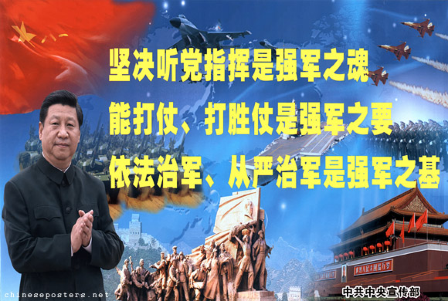 坚决听党指挥是强军之魂
能打仗、打胜仗是强军之要
依法治军、从严治军是强军之基
中共中央宣传部
chineseposters.net